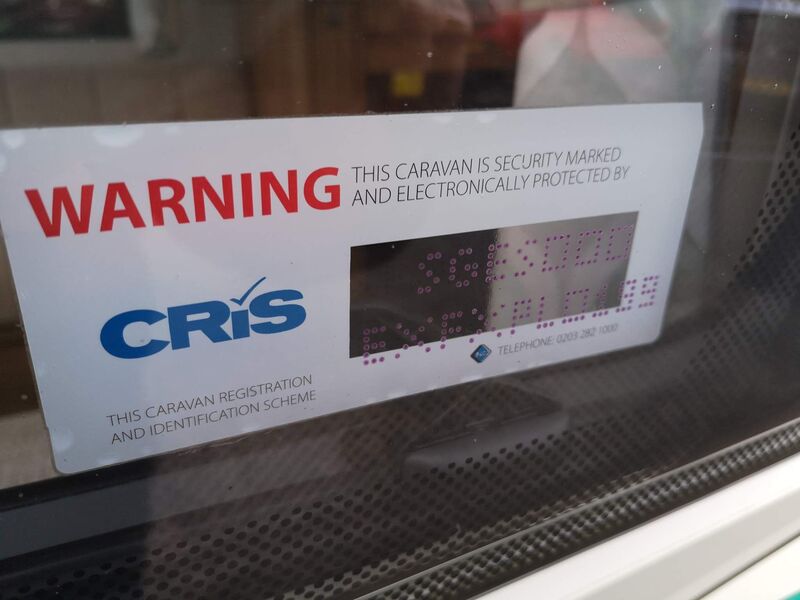 WARNING
THIS CARAVAN IS SECURITY MARKED
AND ELECTRONICALLY PROTECTED BY
SGES000
CRiS
TELEPHONE: 0203 282 1000
THIS CARAVAN REGISTRATION
AND IDENTIFICATION SCHEME